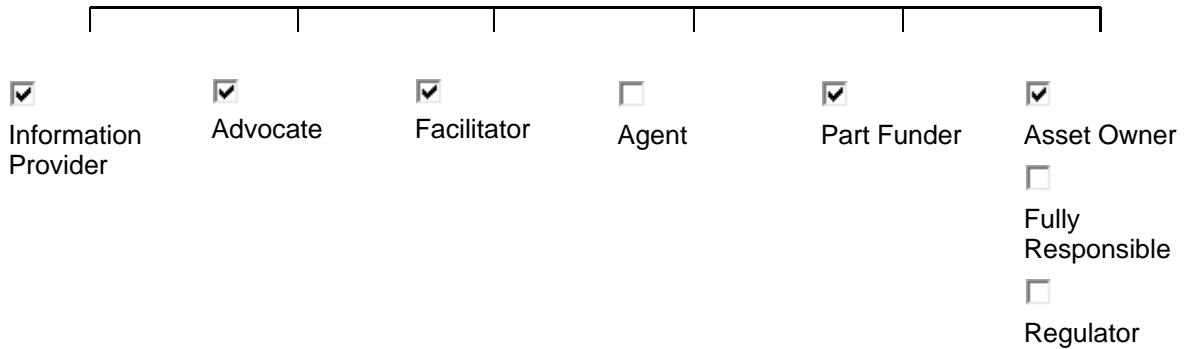 Information
Provider
Advocate
Facilitator
Agent
Part Funder
Asset Owner
Fully
Responsible
Regulator